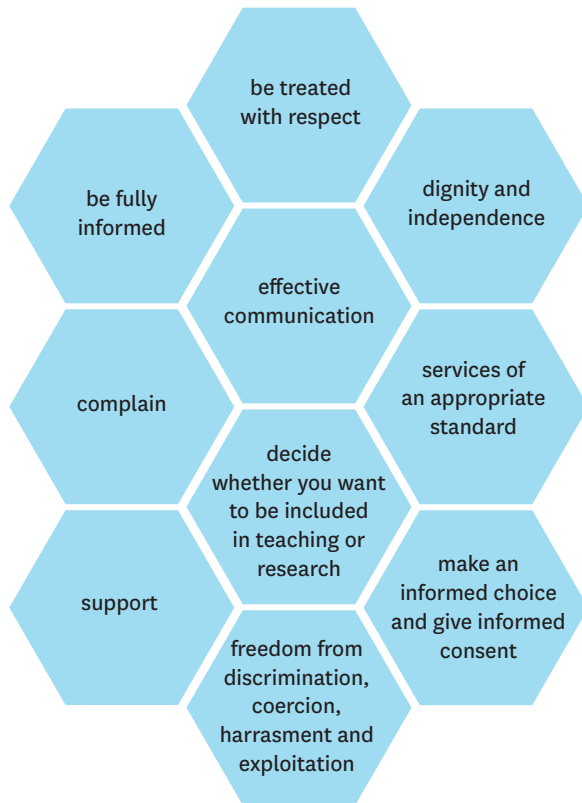 be treated
with respect
be fully
informed
dignity and
independence
effective
communication
complain
services of
an appropriate
standard
decide
whether you want
to be included
in teaching or
research
support
make an
informed choice
and give informed
consent
freedom from
discrimination,
coercion,
harrasment and
exploitation